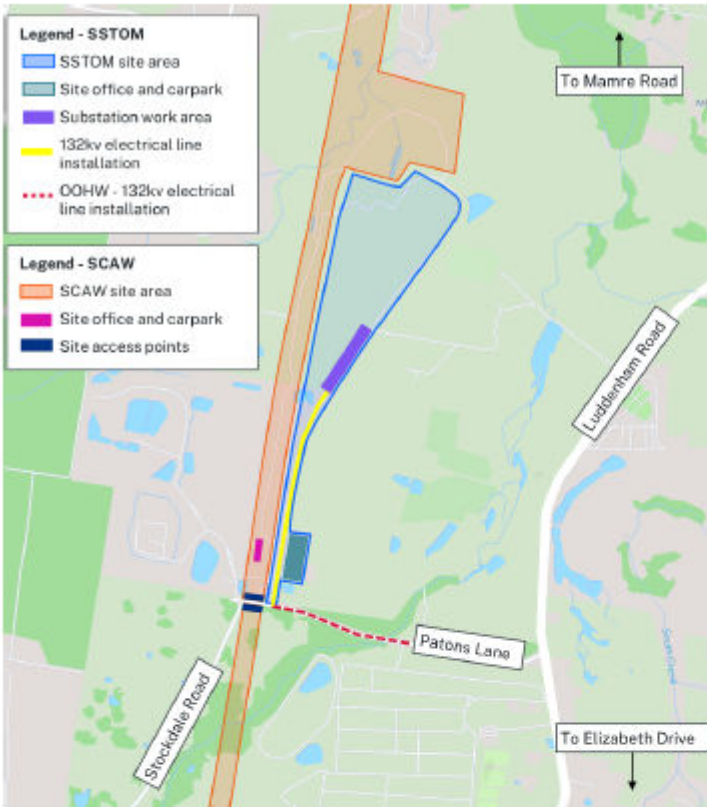 Legend - SSTOM
SSTOM site area
Site office and carpark
Substation work area
132kv electrical line
installation
OOHW - 132kv electrical
line installation
Legend - SCAW
SCAW site area
Site office and carpark
Site access points
To Mamre Road
Luddenham Road
Patons Lane
Stockdale Road
To Elizabeth Drive